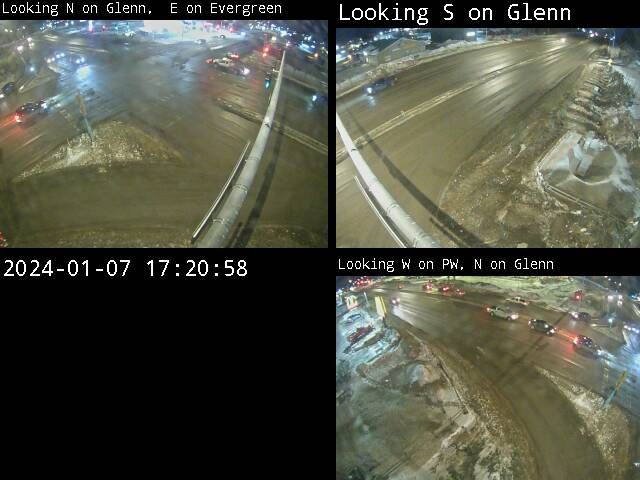 Looking N on Glenn, E on Evergreen
Looking S on Glenn
2024-01-07 17:20:58
Looking W on PW, N on Glenn